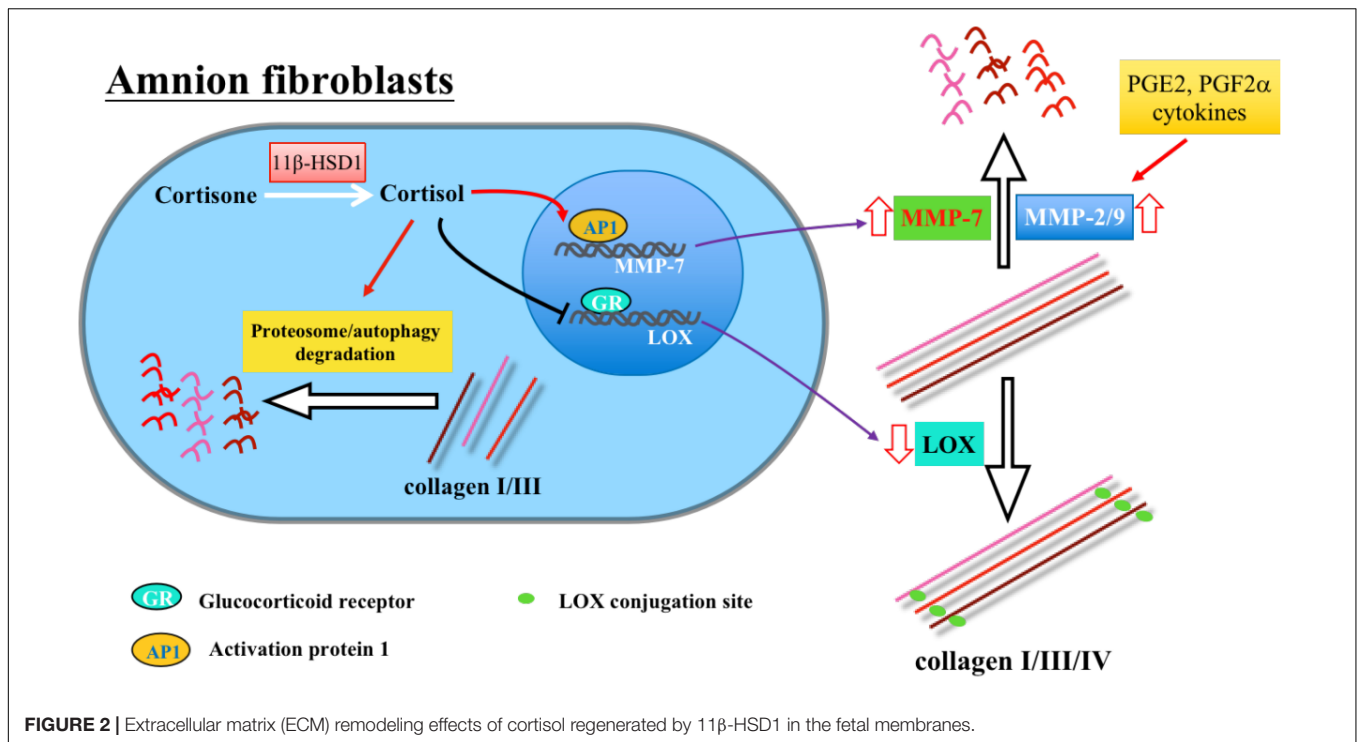 Amnion fibroblasts
11β-HSD1
Cortisone
Cortisol
AP1
MMP-7
GR
LOX
Proteosome/autophagy
degradation
collagen I/III
PGE2, PGF2α
cytokines
MMP-7
MMP-2/9
LOX
collagen I/III/IV
GR
Glucocorticoid receptor
LOX conjugation site
AP1
Activation protein 1
FIGURE 2 | Extracellular matrix (ECM) remodeling effects of cortisol regenerated by 11β-HSD1 in the fetal membranes.